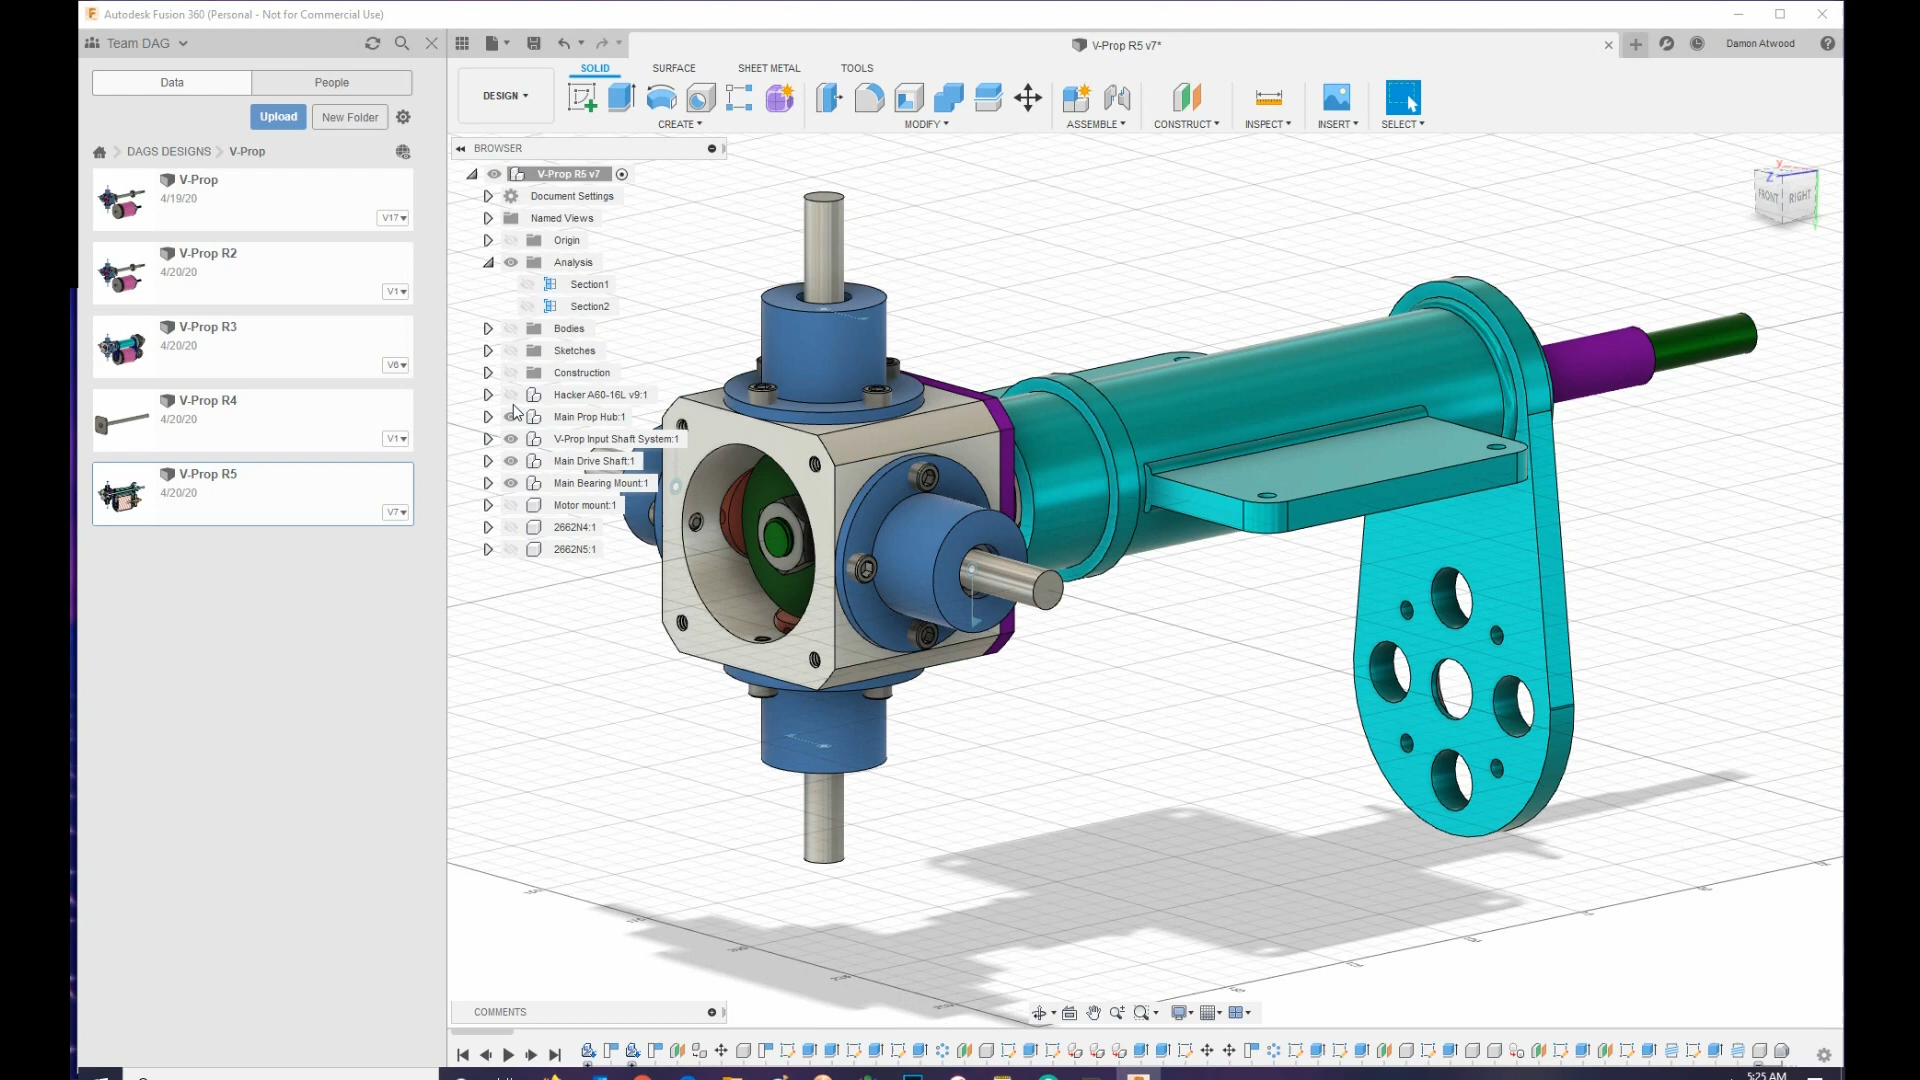 Autodesk Fusion 360 (Personal - Not for Commercial Use)
Team DAG
V-Prop R5 v7*
Damon Atwood
Data People
Upload New Folder
DAGS DESIGNS V-Prop
V-Prop
4/19/20
V17
V-Prop R2
4/20/20
V1
V-Prop R3
4/20/20
V6
V-Prop R4
4/20/20
V1
V-Prop R5
4/20/20
V7
SOLID SURFACE SHEET METAL TOOLS
DESIGN
CREATE MODIFY ASSEMBLE CONSTRUCT INSPECT INSERT SELECT
BROWSER
V-Prop R5 v7
Document Settings
Named Views
Origin
Analysis
Section1
Section2
Bodies
Sketches
Construction
Hacker A60-16L v9:1
Main Prop Hub:1
V-Prop Input Shaft System:1
Main Drive Shaft:1
Main Bearing Mount:1
Motor mount:1
2662N4:1
2662N5:1
Y
Z
FRONT RIGHT
COMMENTS
5:25 AM